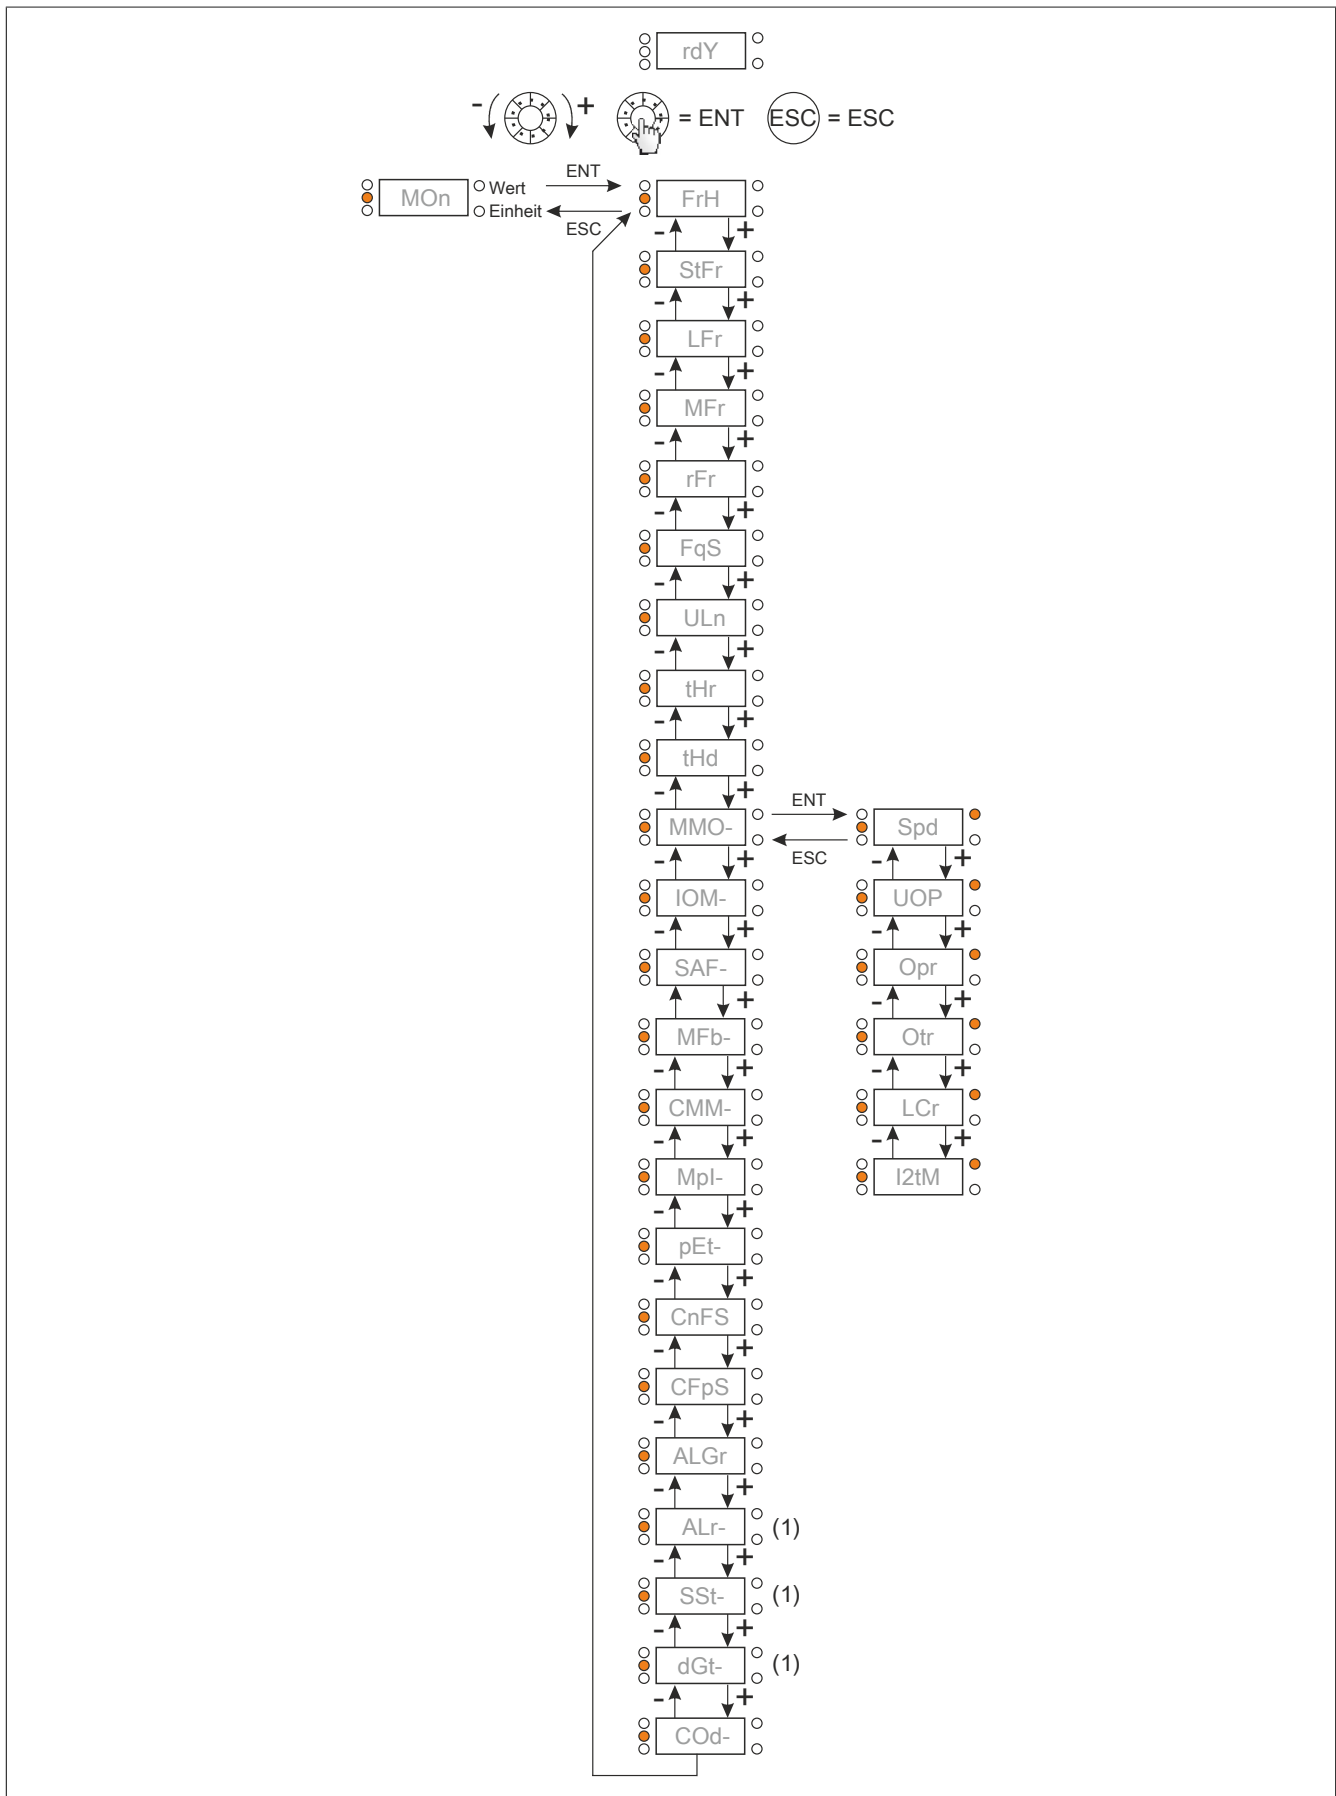 rdY
- + = ENT ESC = ESC
MOn Wert Einheit
ENT
ESC
FrH
- +
StFr
- +
LFr
- +
MFr
- +
rFr
- +
FqS
- +
ULn
- +
tHr
- +
tHd
- +
MMO-
ENT
ESC
Spd
- + - +
IOM- UOP
- + - +
SAF- Opr
+ - +
MFb- Otr
- + - +
CMM- LCr
- + - +
MpI- I2tM
- +
pEt-
- +
CnFS
- +
CFpS
- +
ALGr
- +
ALr- (1)
- +
SSt- (1)
- +
dGt- (1)
- +
COd-